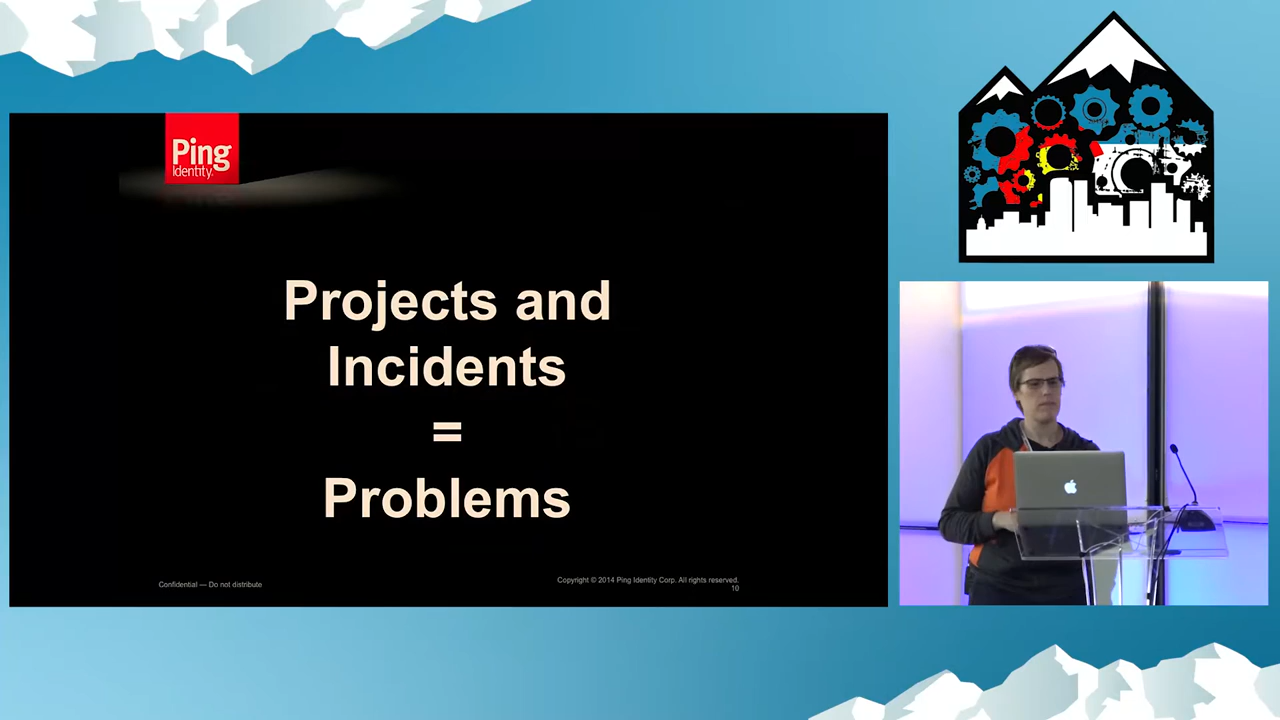 Ping
Identity.
Projects and
Incidents
=
Problems
Confidential — Do not distribute
Copyright © 2014 Ping Identity Corp. All rights reserved.
10